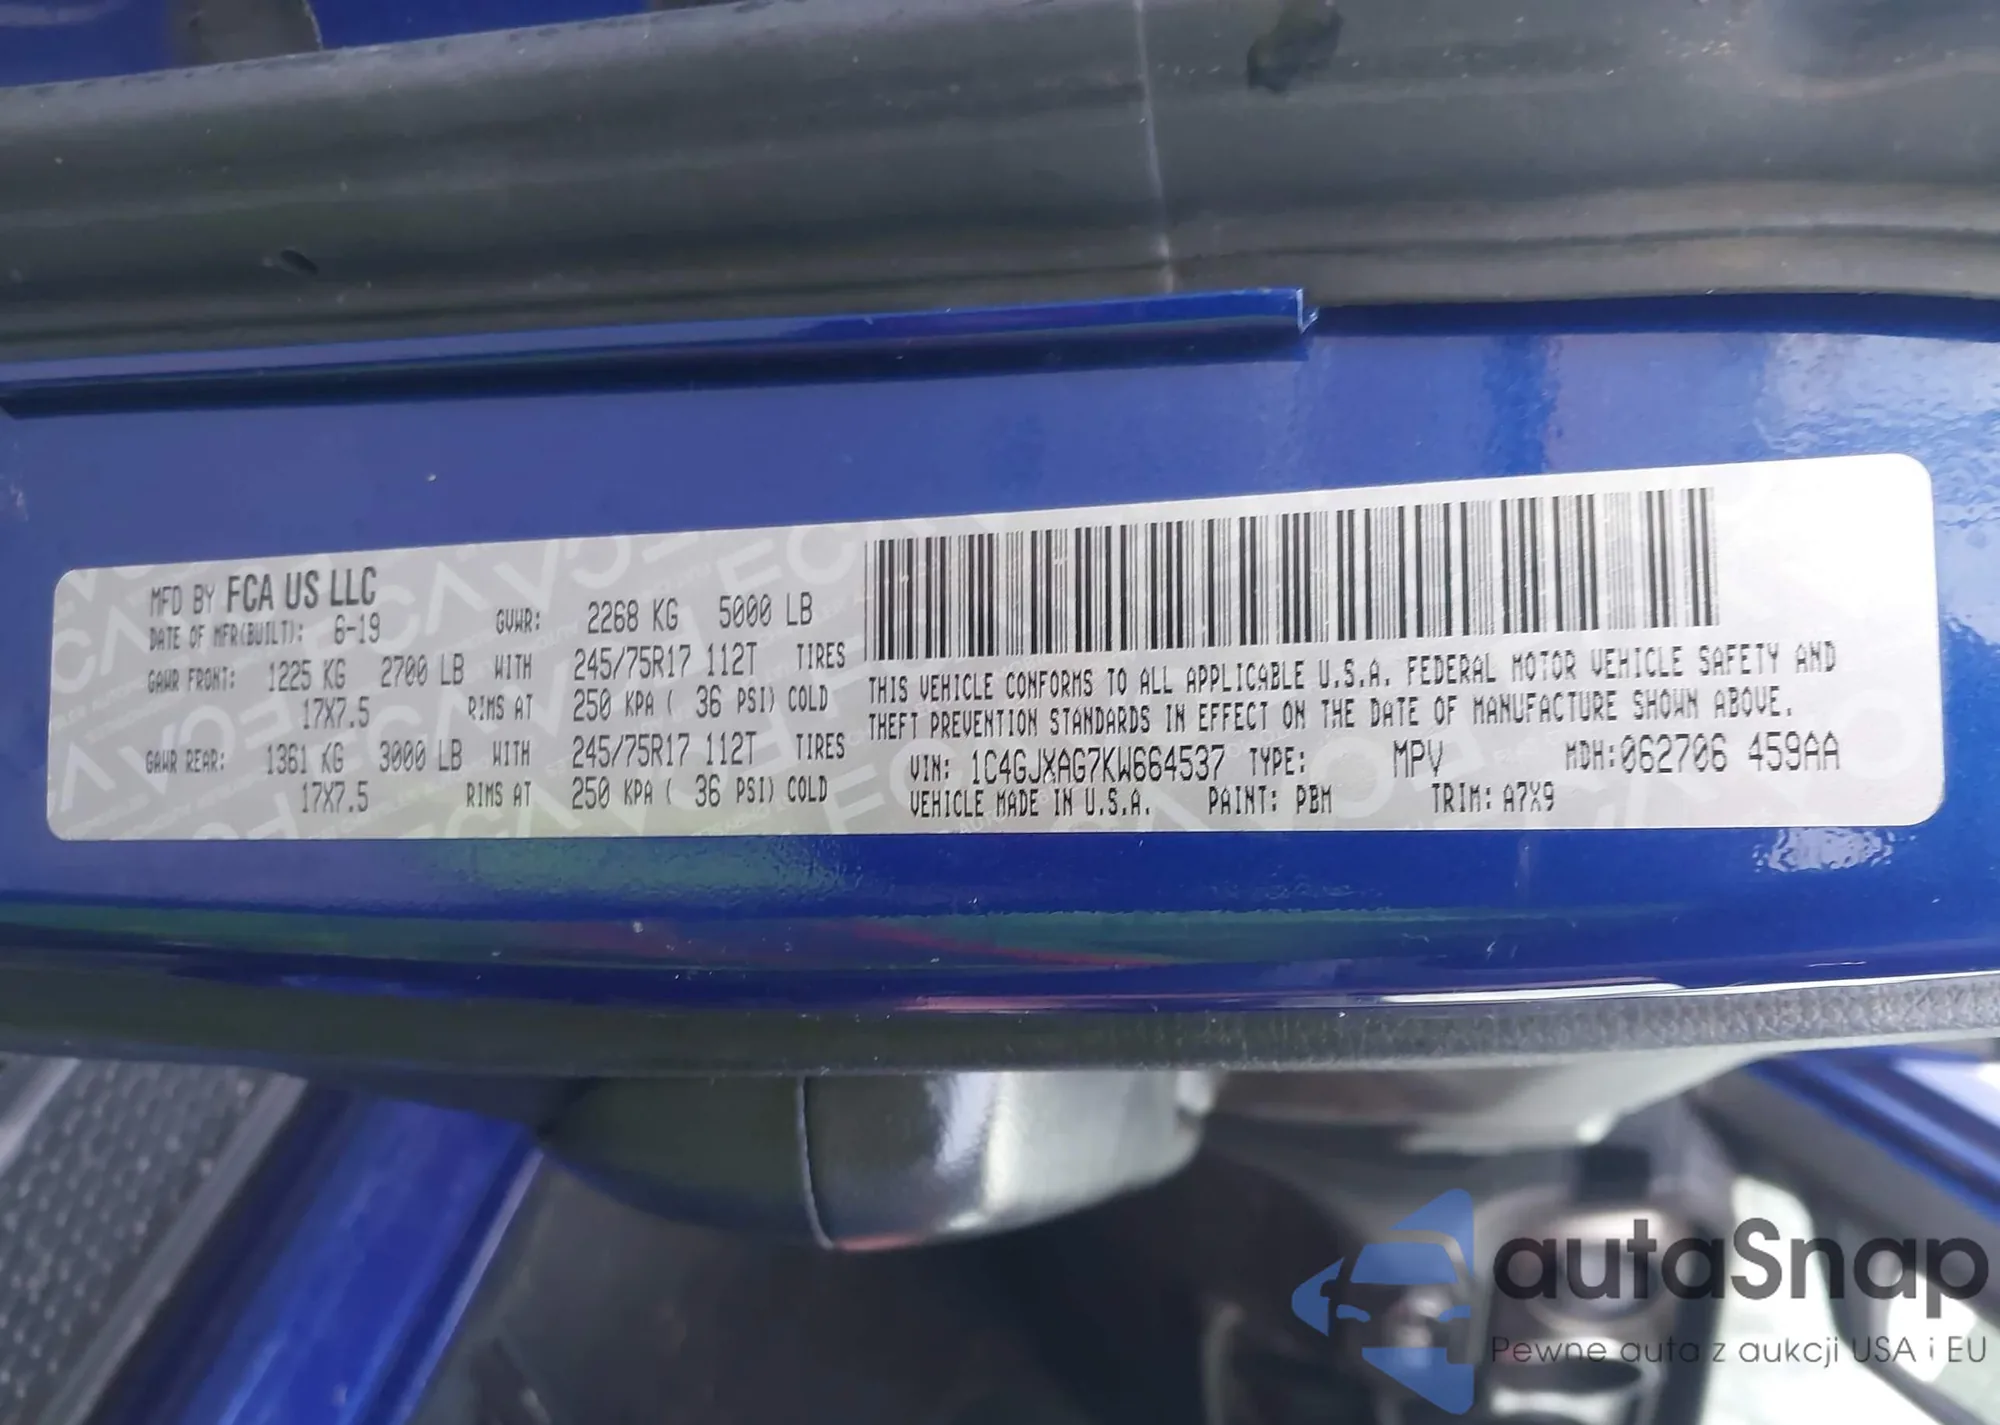 MFD BY FCA US LLC
DATE OF MFR(BUILT): 6-19 GVWR: 2268 KG 5000 LB
GAWR FRONT: 1225 KG 2700 LB WITH 245/75R17 112T TIRES
17X7.5 RIMS AT 250 KPA ( 36 PSI) COLD
GAWR REAR: 1361 KG 3000 LB WITH 245/75R17 112T TIRES
17X7.5 RIMS AT 250 KPA ( 36 PSI) COLD
THIS VEHICLE CONFORMS TO ALL APPLICABLE U.S.A. FEDERAL MOTOR VEHICLE SAFETY AND
THEFT PREVENTION STANDARDS IN EFFECT ON THE DATE OF MANUFACTURE SHOWN ABOVE.
VIN: 1C4GJXAG7KW664537 TYPE: MPV MDH:062706 459AA
VEHICLE MADE IN U.S.A. PAINT: PBM TRIM: A7X9
autaSnap
Pewne auta z aukcji USA i EU